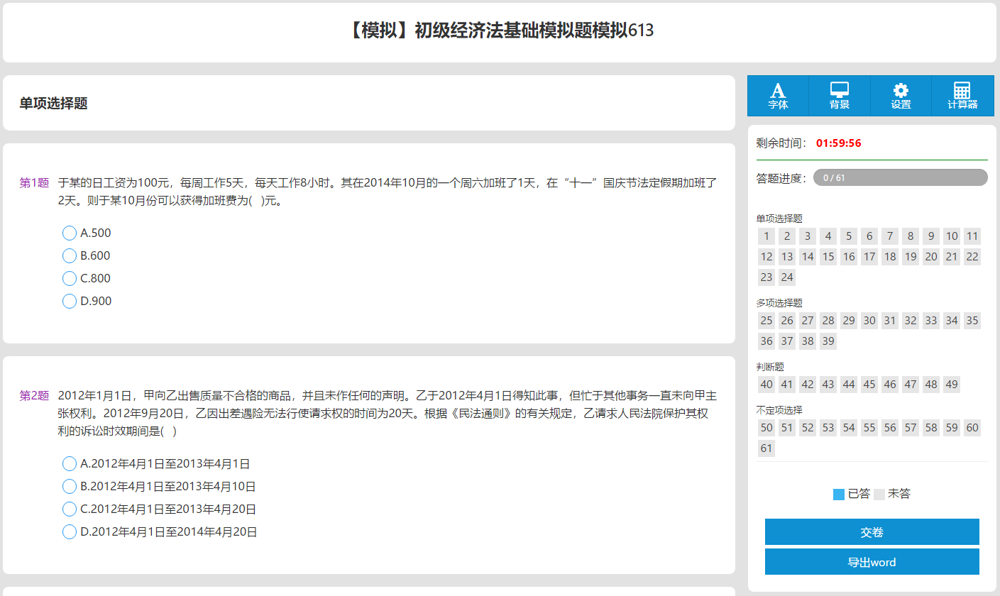 【模拟】初级经济法基础模拟题模拟613
单项选择题
第1题 于某的日工资为100元，每周工作5天，每天工作8小时。其在2014年10月的一个周六加班了1天，在“十一”国庆节法定假期加班了
2天。则于某10月份可以获得加班费为( )元。
A.500
B.600
C.800
D.900
第2题 2012年1月1日，甲向乙出售质量不合格的商品，并且未作任何的声明。乙于2012年4月1日得知此事，但忙于其他事务一直未向甲主
张权利。2012年9月20日，乙因出差遇险无法行使请求权的时间为20天。根据《民法通则》的有关规定，乙请求人民法院保护其权
利的诉讼时效期间是( )
A.2012年4月1日至2013年4月1日
B.2012年4月1日至2013年4月10日
C.2012年4月1日至2013年4月20日
D.2012年4月1日至2014年4月20日
字体 背景 设置 计算器
剩余时间： 01:59:56
答题进度： 0 / 61
单项选择题
1 2 3 4 5 6 7 8 9 10 11
12 13 14 15 16 17 18 19 20 21 22
23 24
多项选择题
25 26 27 28 29 30 31 32 33 34 35
36 37 38 39
判断题
40 41 42 43 44 45 46 47 48 49
不定项选择
50 51 52 53 54 55 56 57 58 59 60
61
已答 未答
交卷
导出word